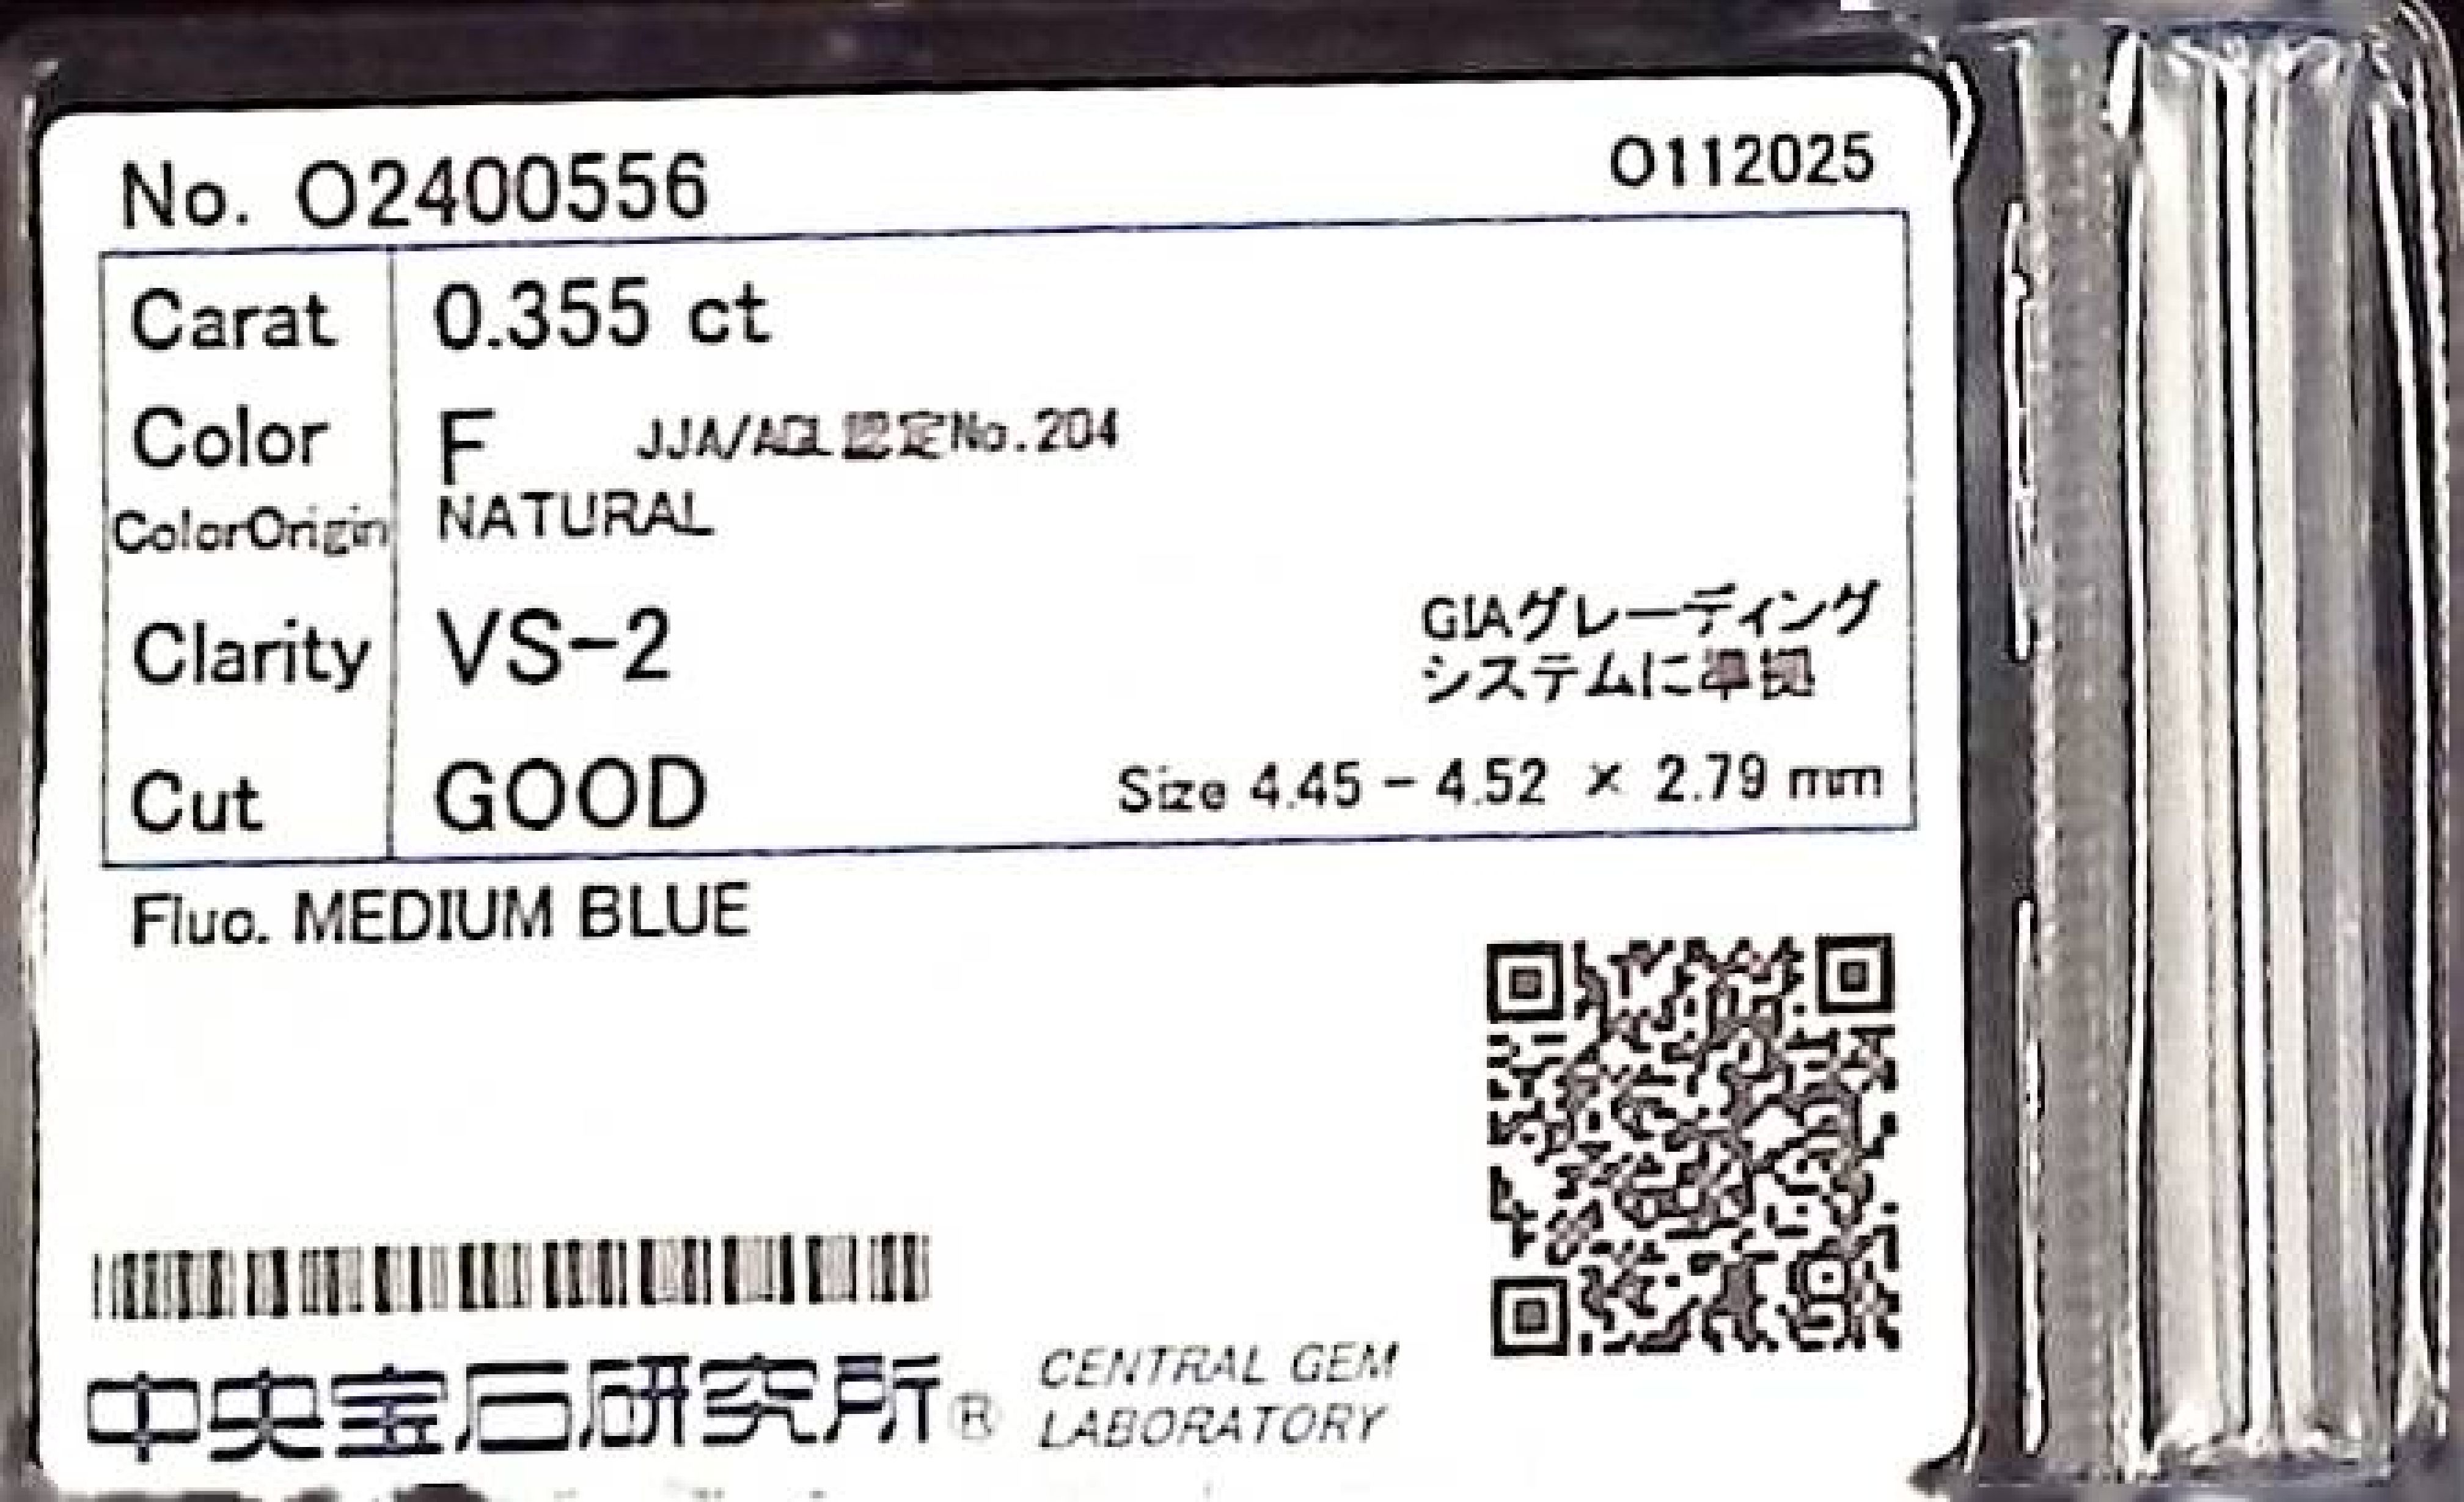 No. O2400556
O112025
Carat 0.355 ct
Color F JJA/AGL認定No.204
ColorOrigin NATURAL
Clarity VS-2
GIAグレーディング
システムに準拠
Cut GOOD
Size 4.45 - 4.52 × 2.79 mm
Fluo. MEDIUM BLUE
中央宝石研究所®
CENTRAL GEM
LABORATORY